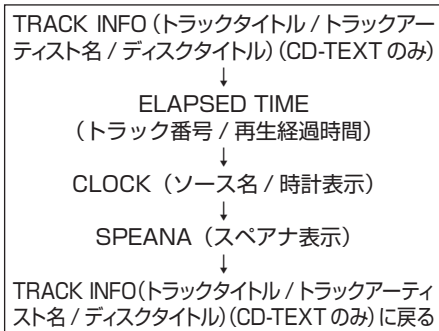 TRACK INFO(トラックタイトル / トラックアー
ティスト名 / ディスクタイトル)(CD-TEXT のみ)
↓
ELAPSED TIME
(トラック番号 / 再生経過時間)
↓
CLOCK(ソース名 / 時計表示)
↓
SPEANA(スペアナ表示)
↓
TRACK INFO(トラックタイトル / トラックアーティ
スト名 / ディスクタイトル)(CD-TEXT のみ)に戻る